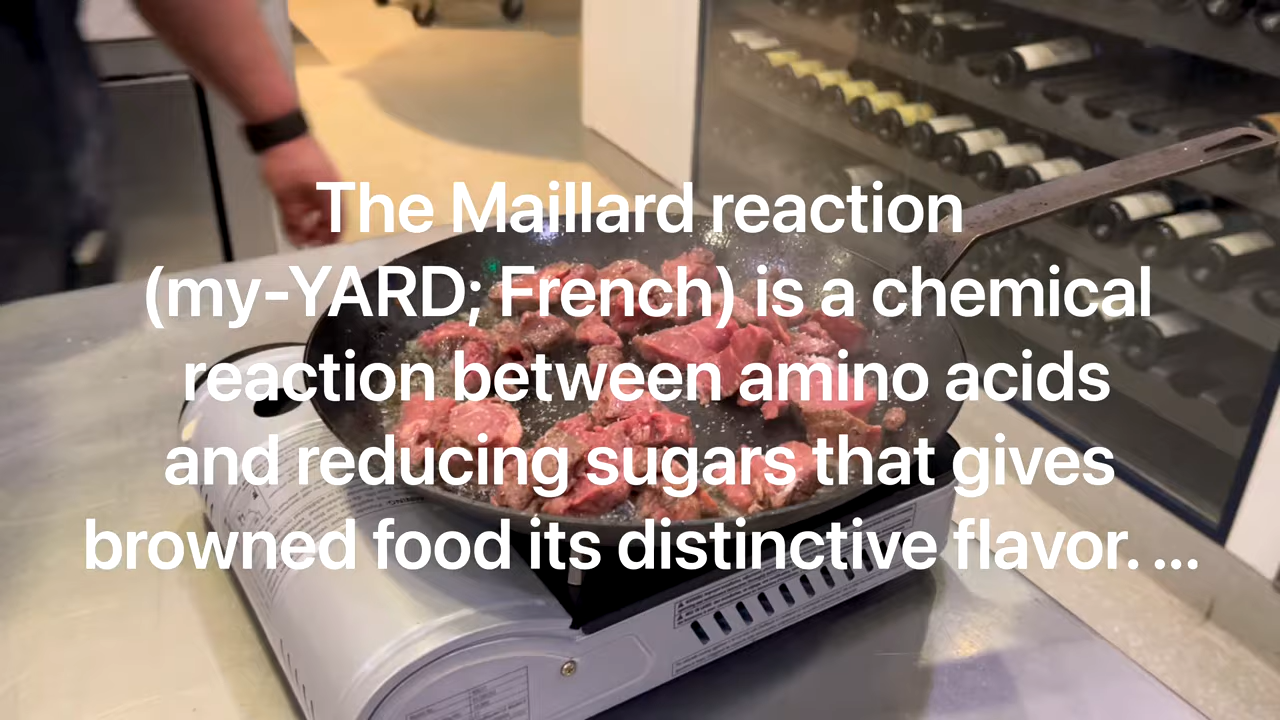 The Maillard reaction
(my-YARD; French) is a chemical
reaction between amino acids
and reducing sugars that gives
browned food its distinctive flavor. ...